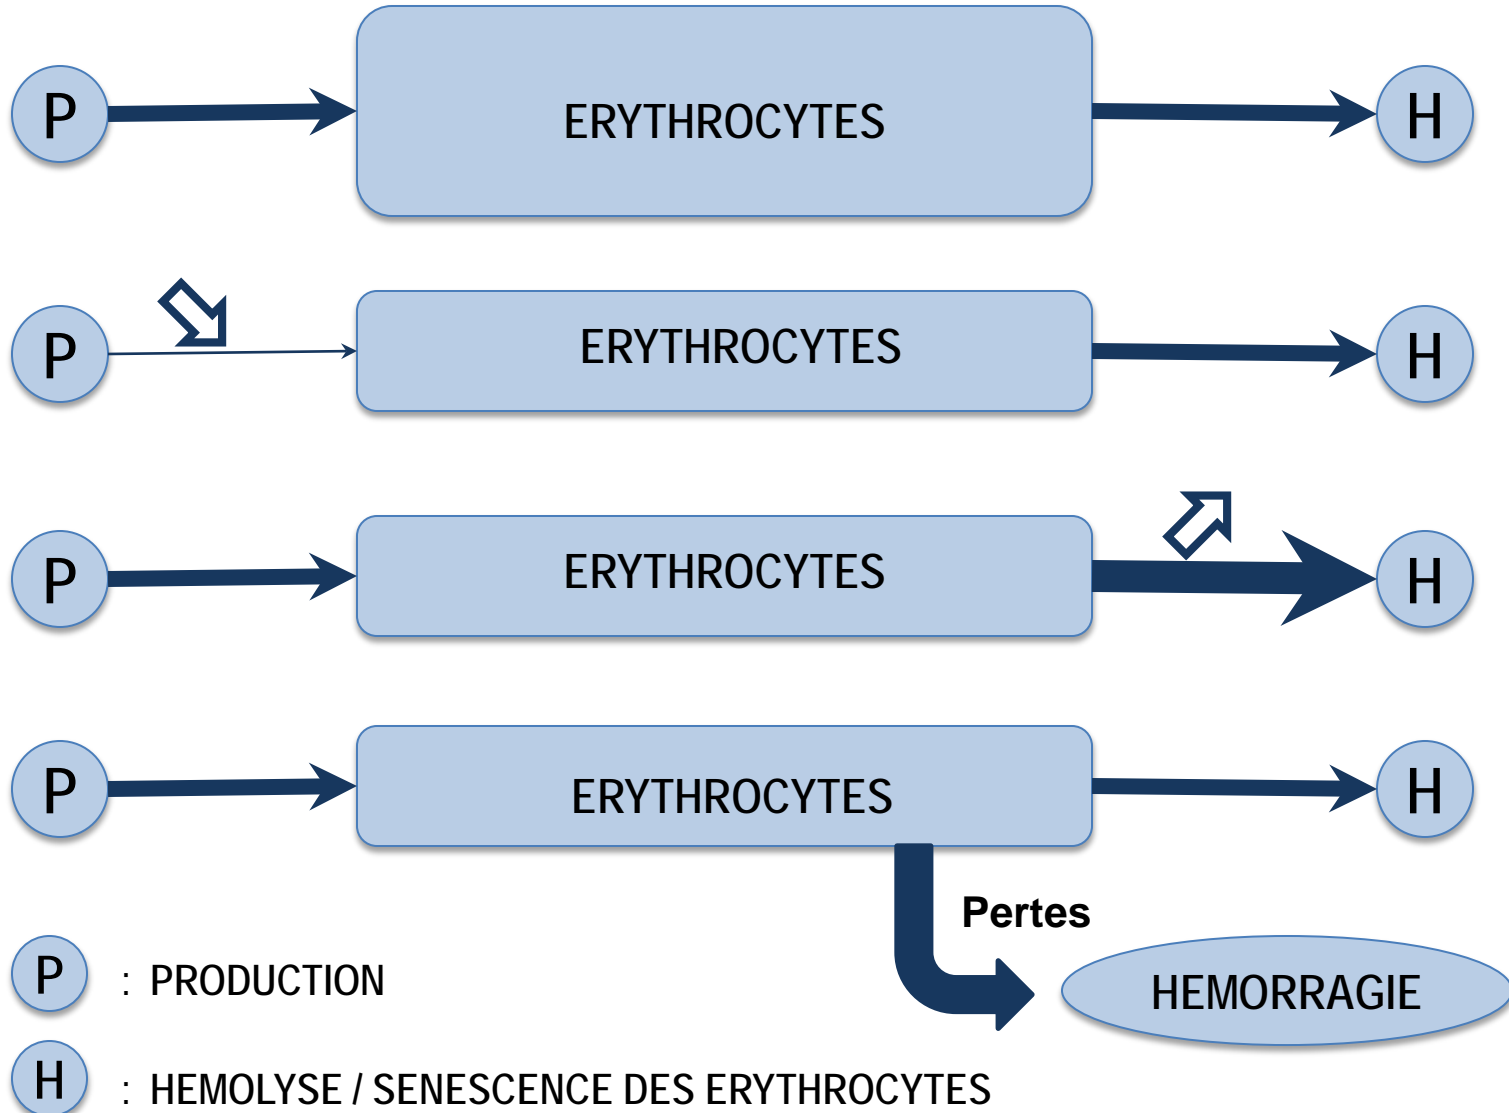 P ERYTHROCYTES H
P ERYTHROCYTES H
P ERYTHROCYTES H
P ERYTHROCYTES H
Pertes
HEMORRAGIE
P : PRODUCTION
H : HEMOLYSE / SENESCENCE DES ERYTHROCYTES